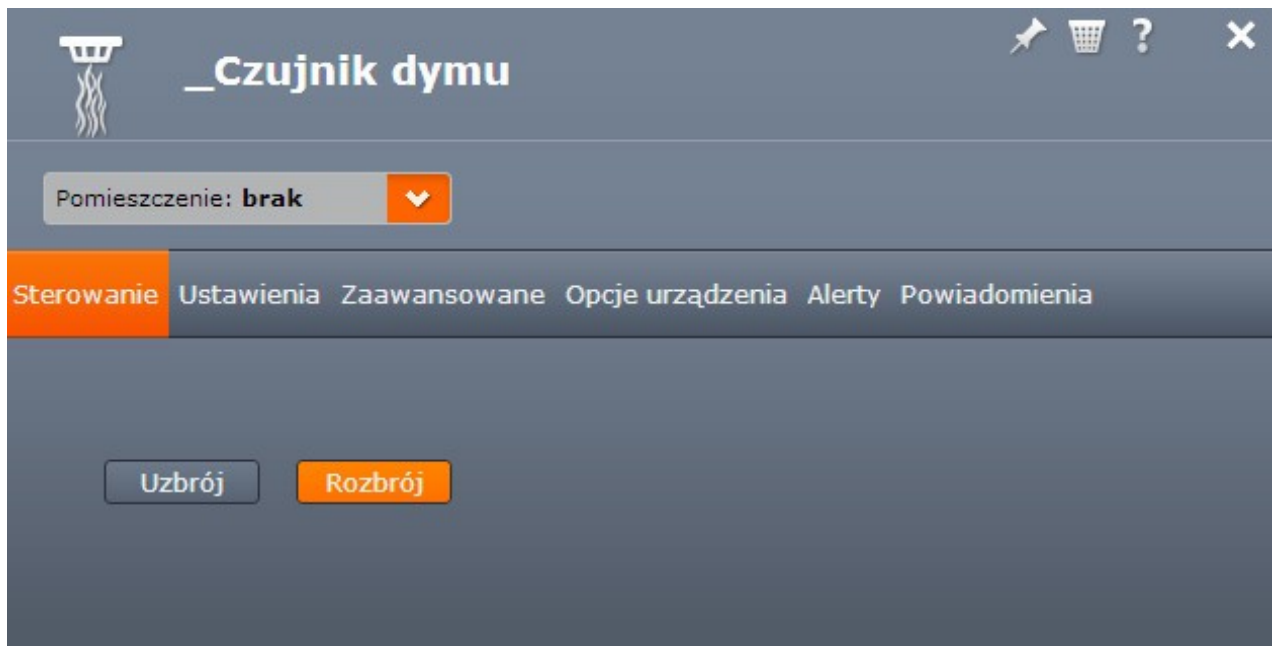 _Czujnik dymu
?
Pomieszczenie: brak
Sterowanie Ustawienia Zaawansowane Opcje urządzenia Alerty Powiadomienia
Uzbrój Rozbrój